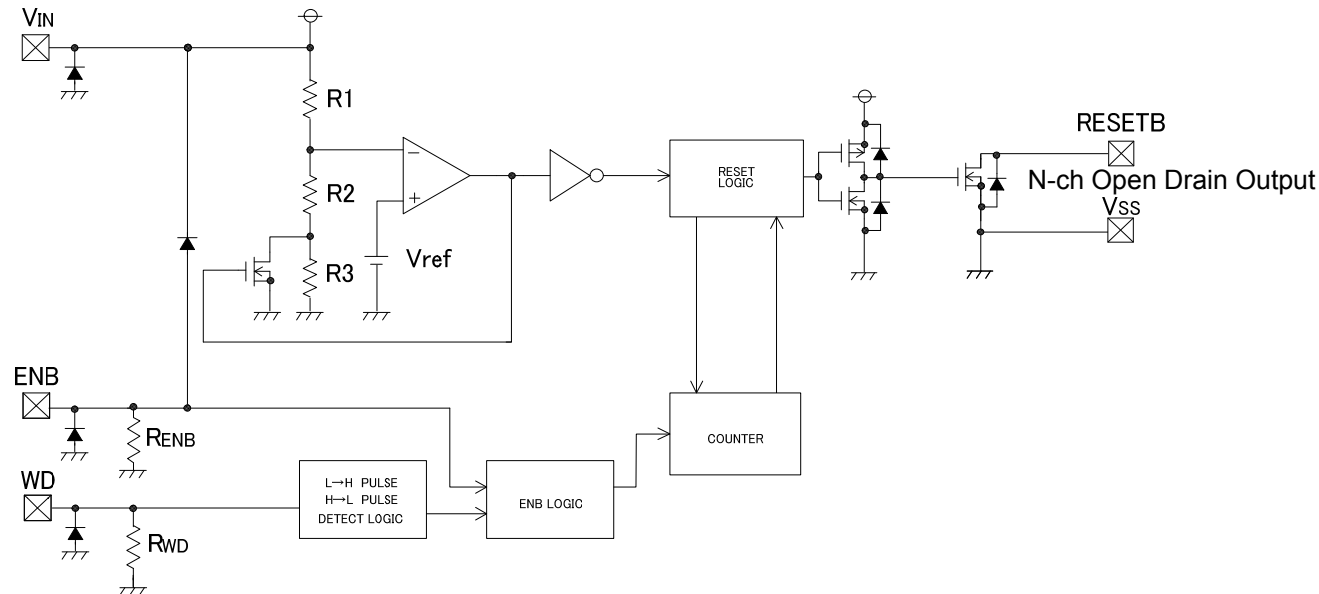 VIN
R1
RESETB
RESET
LOGIC
R2
N-ch Open Drain Output
VSS
Vref
R3
ENB
RENB
COUNTER
WD
L→H PULSE
H→L PULSE
DETECT LOGIC
ENB LOGIC
RWD
−
+